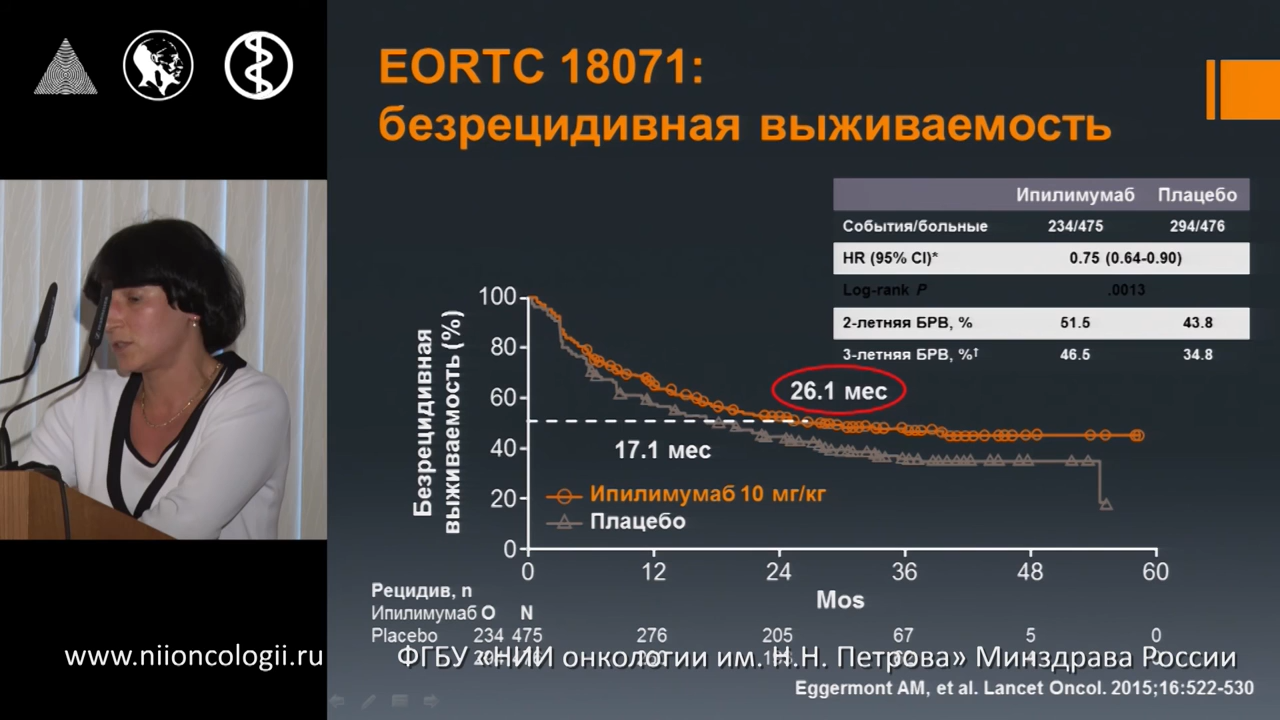 EORTC 18071:
безрецидивная выживаемость
Ипилимумаб Плацебо
События/больные 234/475 294/476
HR (95% CI)* 0.75 (0.64-0.90)
Log-rank P .0013
2-летняя БРВ, % 51.5 43.8
3-летняя БРВ, %† 46.5 34.8
Безрецидивная
выживаемость (%)
100
80
60
40
20
0
26.1 мес
17.1 мес
Ипилимумаб 10 мг/кг
Плацебо
0 12 24 36 48 60
Mos
Рецидив, n
Ипилимумаб O N
Placebo 234 475 276 205 67 5 0
www.niioncologii.ru
ФГБУ «НИИ онкологии им. Н.Н. Петрова» Минздрава России
Eggermont AM, et al. Lancet Oncol. 2015;16:522-530